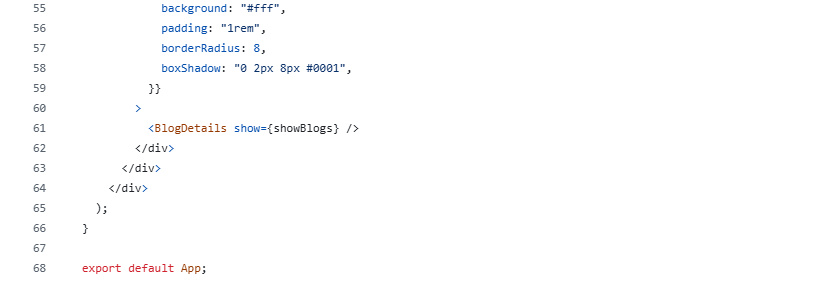 55 background: "#fff",
56 padding: "1rem",
57 borderRadius: 8,
58 boxShadow: "0 2px 8px #0001",
59 }}
60 >
61 <BlogDetails show={showBlogs} />
62 </div>
63 </div>
64 </div>
65 );
66 }
67
68 export default App;